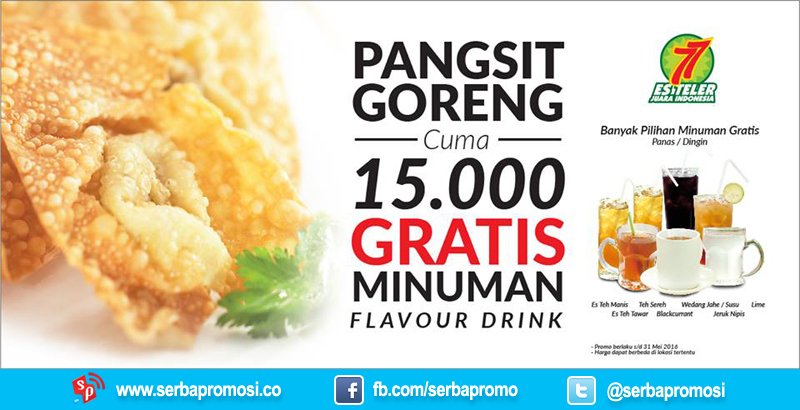 PANGSIT
GORENG
Cuma
15.000
GRATIS
MINUMAN
FLAVOUR DRINK
77
ESTELER
JUARA INDONESIA
Banyak Pilihan Minuman Gratis
Panas / Dingin
Es Teh Manis Teh Sereh Wedang Jahe / Susu Lime
Es Teh Tawar Blackcurrant Jeruk Nipis
- Promo berlaku s/d 31 Mei 2016
- Harga dapat berbeda di lokasi tertentu
sp www.serbapromosi.co
f fb.com/serbapromo
@serbapromosi